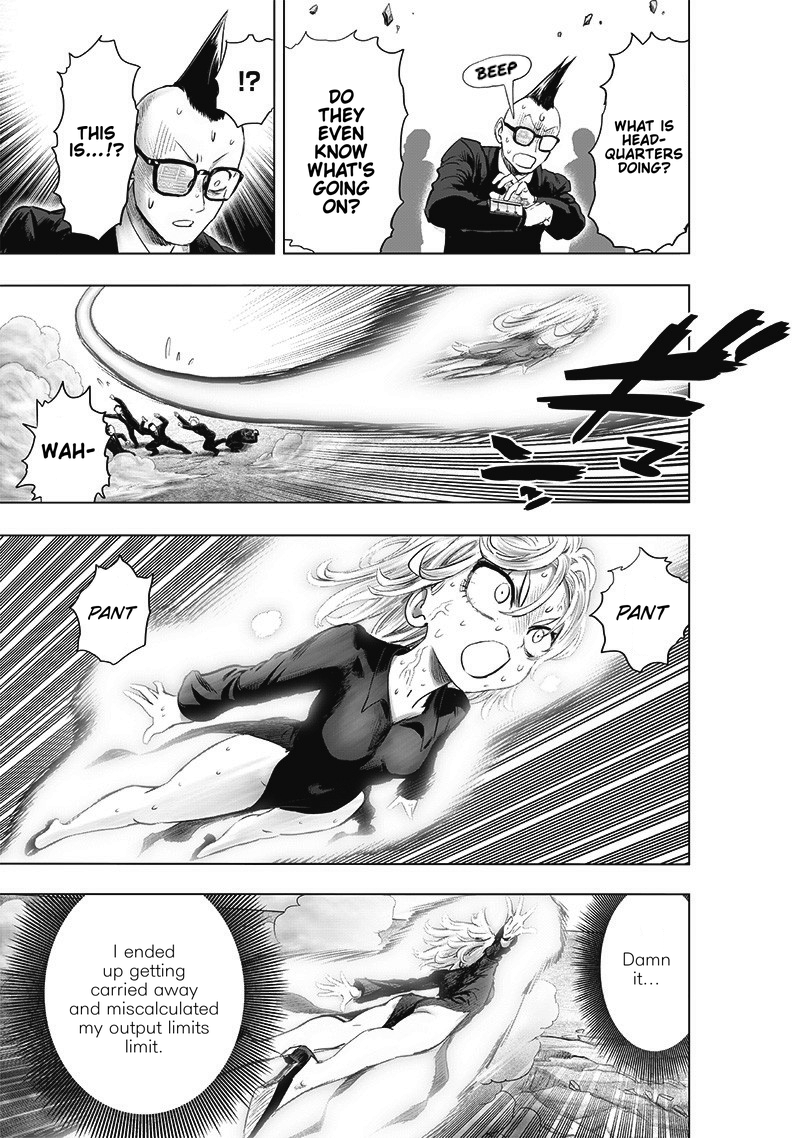 WHAT IS
HEAD-
QUARTERS
DOING?
BEEP
DO
THEY
EVEN
KNOW
WHAT'S
GOING
ON?
!?
THIS
IS...!?
WAH-
PANT
PANT
Damn
it...
I ended
up getting
carried away
and miscalculated
my output limits
limit.